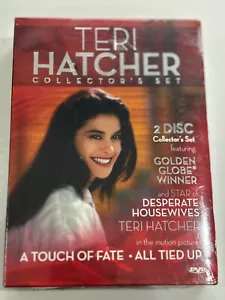 TERI
HATCHER
COLLECTOR'S SET
2 DISC
Collector's Set
featuring
GOLDEN
GLOBE®
WINNER
and STAR of
DESPERATE
HOUSEWIVES
TERI HATCHER
in the motion picture
A TOUCH OF FATE • ALL TIED UP
DVD